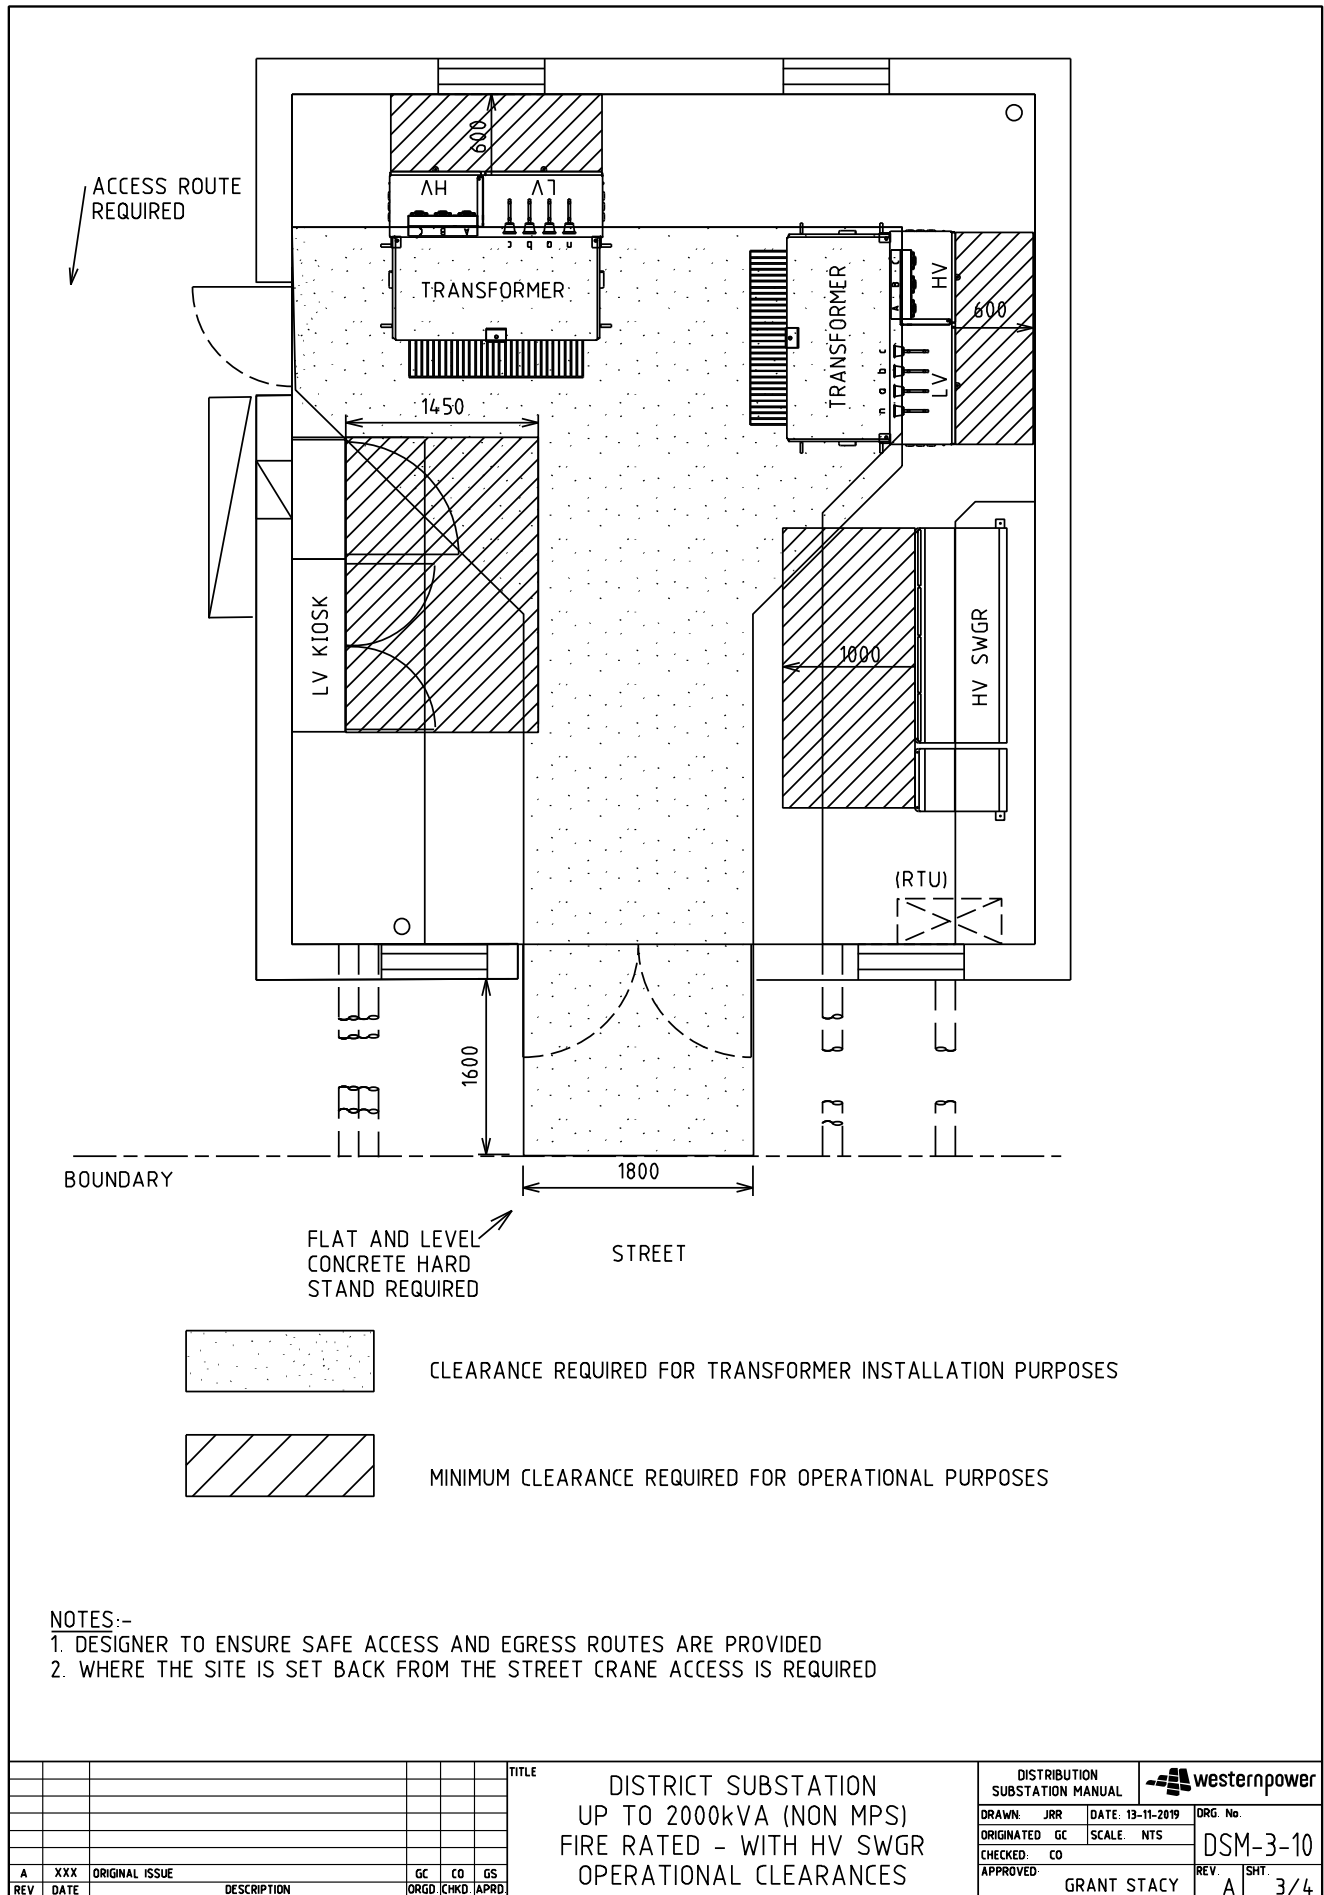 600
ACCESS ROUTE
REQUIRED
HV
LV
C B A
c b a n
TRANSFORMER
TRANSFORMER
C
B
A
HV
600
c
b
a
n
LV
1450
LV KIOSK
1000
HV SWGR
(RTU)
1600
BOUNDARY
1800
FLAT AND LEVEL
CONCRETE HARD
STAND REQUIRED
STREET
CLEARANCE REQUIRED FOR TRANSFORMER INSTALLATION PURPOSES
MINIMUM CLEARANCE REQUIRED FOR OPERATIONAL PURPOSES
NOTES:-
1. DESIGNER TO ENSURE SAFE ACCESS AND EGRESS ROUTES ARE PROVIDED
2. WHERE THE SITE IS SET BACK FROM THE STREET CRANE ACCESS IS REQUIRED
A XXX ORIGINAL ISSUE GC CO GS
REV DATE DESCRIPTION ORGD. CHKD. APRD.
TITLE
DISTRICT SUBSTATION
UP TO 2000kVA (NON MPS)
FIRE RATED - WITH HV SWGR
OPERATIONAL CLEARANCES
DISTRIBUTION
SUBSTATION MANUAL
westernpower
DRAWN: JRR DATE: 13-11-2019
ORIGINATED GC SCALE. NTS
CHECKED: CO
APPROVED:
GRANT STACY
DRG. No.
DSM-3-10
REV. A
SHT. 3/4